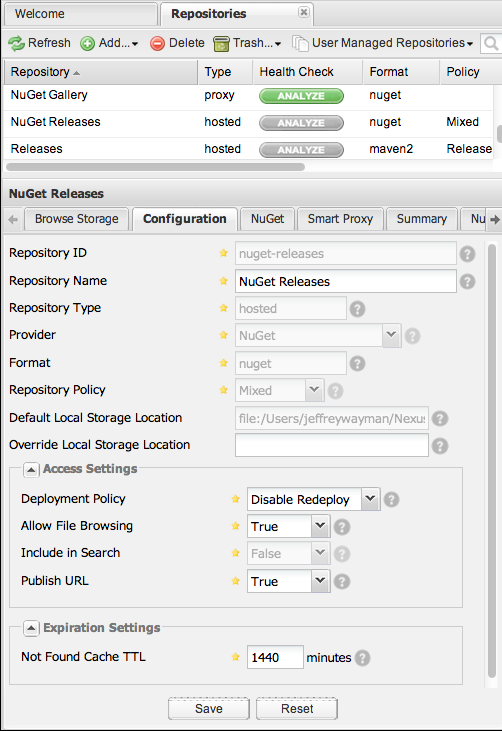 Welcome Repositories
Refresh Add... Delete Trash... User Managed Repositories
Repository Type Health Check Format Policy
NuGet Gallery proxy ANALYZE nuget
NuGet Releases hosted ANALYZE nuget Mixed
Releases hosted ANALYZE maven2 Release
NuGet Releases
Browse Storage Configuration NuGet Smart Proxy Summary Nu
Repository ID nuget-releases ?
Repository Name NuGet Releases ?
Repository Type hosted ?
Provider NuGet ?
Format nuget ?
Repository Policy Mixed ?
Default Local Storage Location file:/Users/jeffreywayman/Nexus ?
Override Local Storage Location ?
Access Settings
Deployment Policy Disable Redeploy ?
Allow File Browsing True ?
Include in Search False ?
Publish URL True ?
Expiration Settings
Not Found Cache TTL 1440 minutes ?
Save Reset